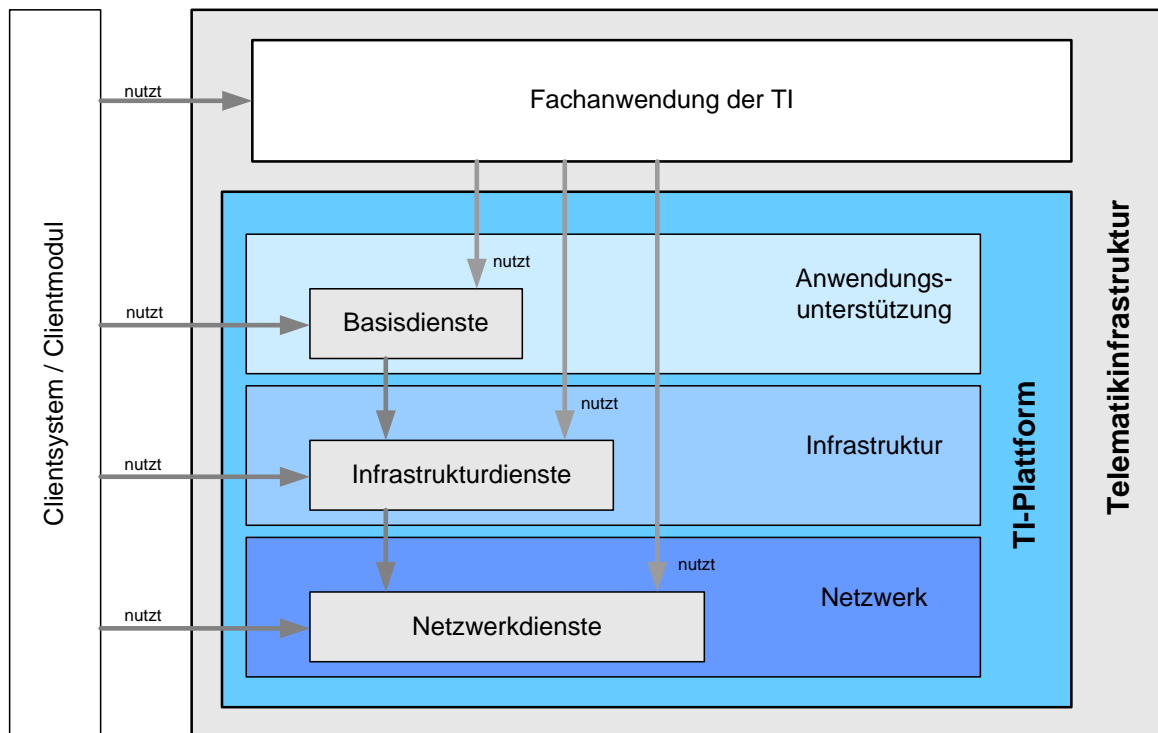 nutzt
Fachanwendung der TI
nutzt
Anwendungs-
unterstützung
nutzt
Basisdienste
nutzt
Infrastruktur
nutzt
Infrastrukturdienste
nutzt
Netzwerk
nutzt
Netzwerkdienste
Clientsystem / Clientmodul
TI-Plattform
Telematikinfrastruktur